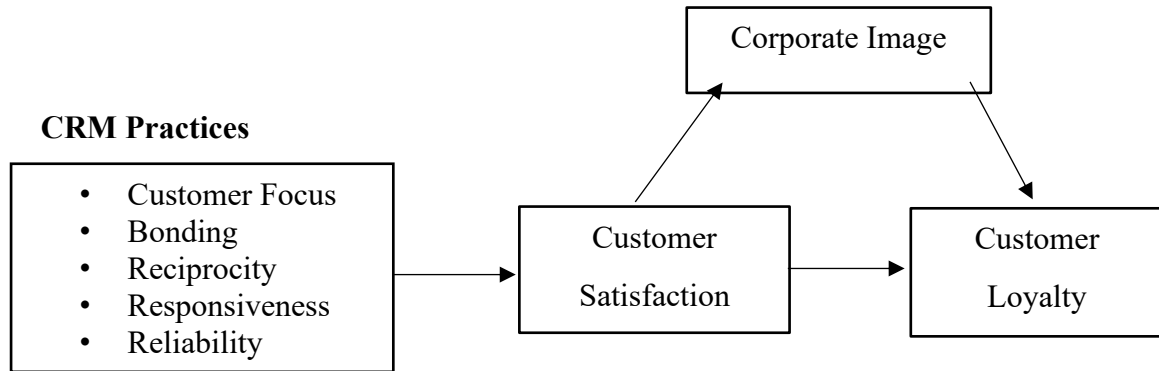 Corporate Image
CRM Practices
• Customer Focus
• Bonding
• Reciprocity
• Responsiveness
• Reliability
Customer
Satisfaction
Customer
Loyalty